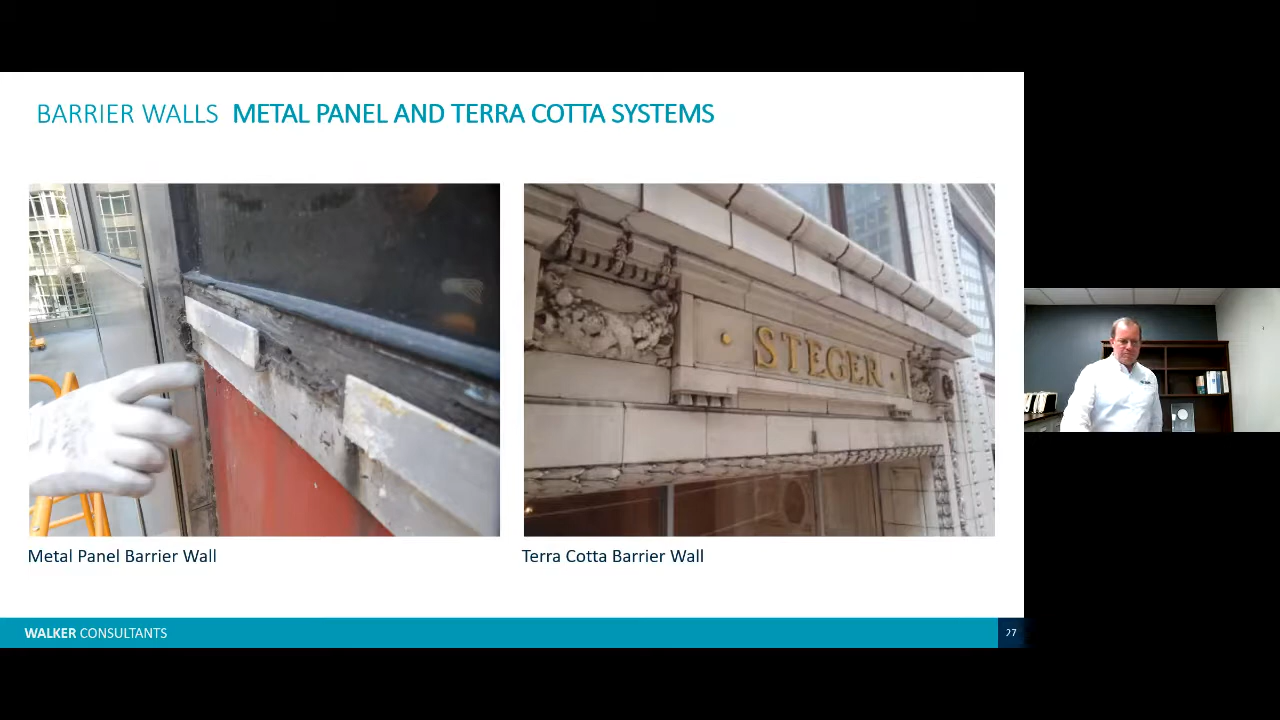 BARRIER WALLS METAL PANEL AND TERRA COTTA SYSTEMS
· STEGER ·
Metal Panel Barrier Wall
Terra Cotta Barrier Wall
WALKER CONSULTANTS
27